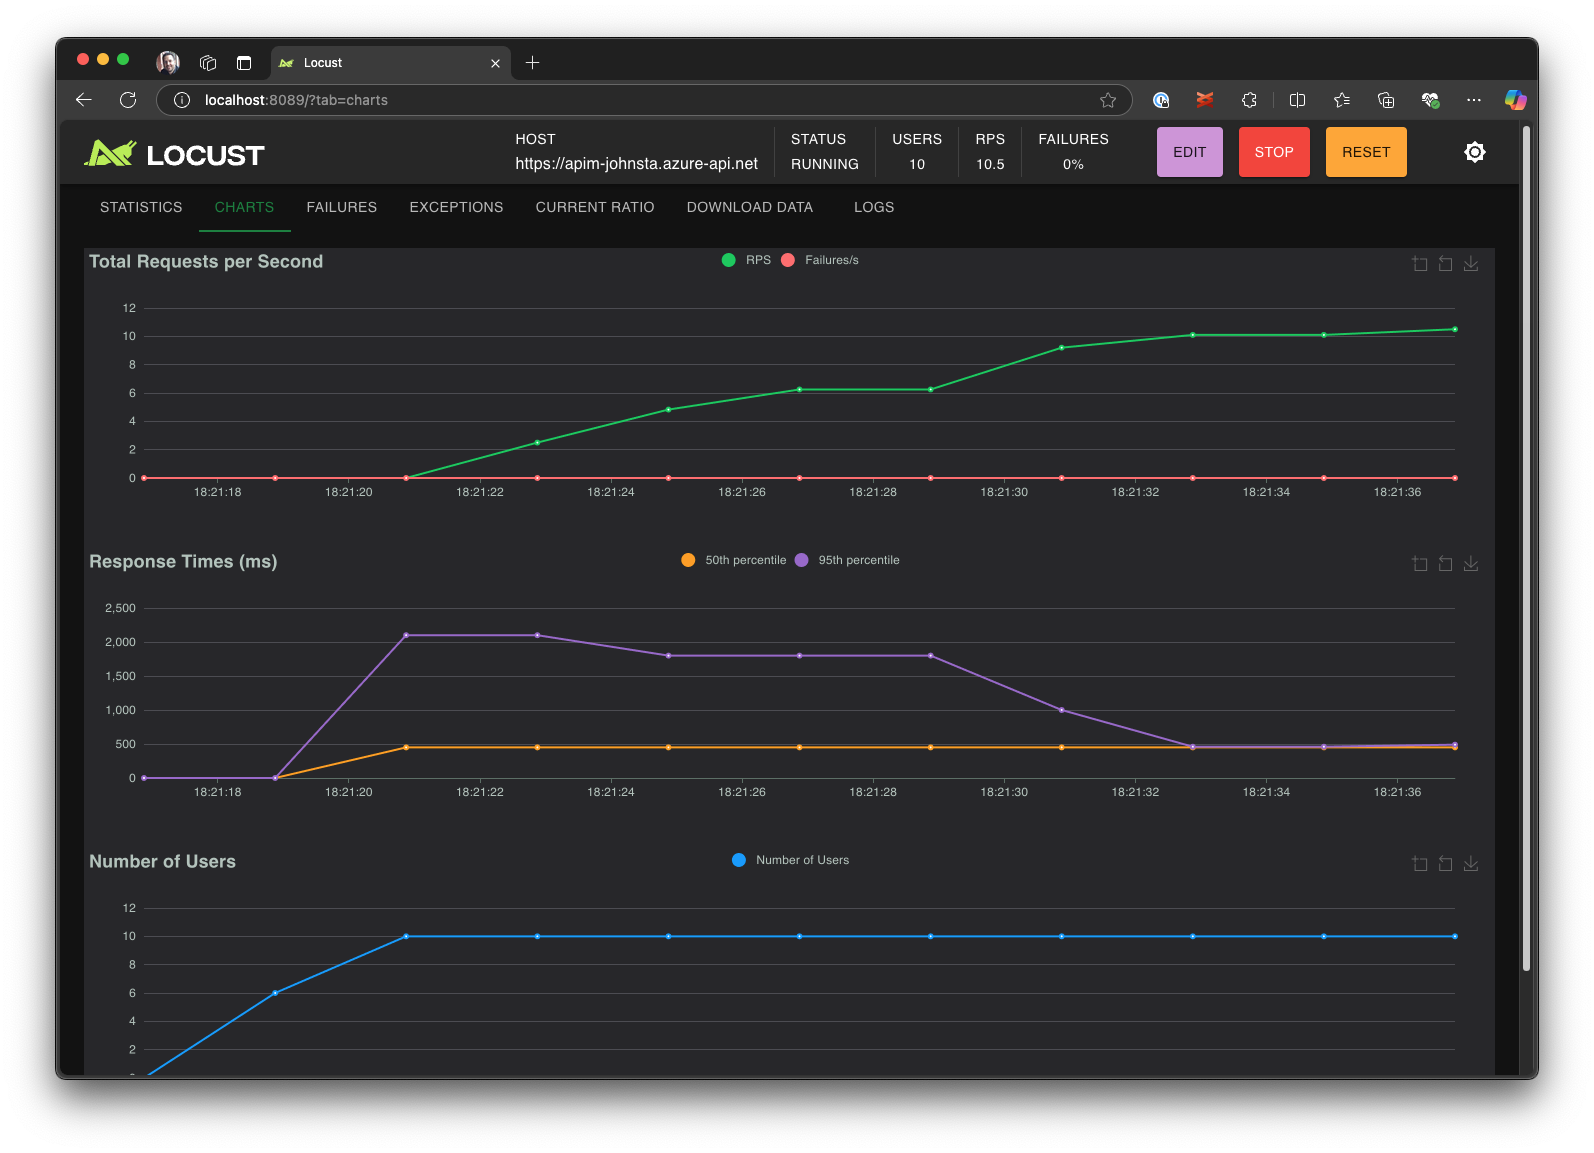 Locust
localhost:8089/?tab=charts
LOCUST
HOST
https://apim-johnsta.azure-api.net
STATUS
RUNNING
USERS
10
RPS
10.5
FAILURES
0%
EDIT
STOP
RESET
STATISTICS CHARTS FAILURES EXCEPTIONS CURRENT RATIO DOWNLOAD DATA LOGS
Total Requests per Second
RPS Failures/s
12
10
8
6
4
2
0
18:21:18 18:21:20 18:21:22 18:21:24 18:21:26 18:21:28 18:21:30 18:21:32 18:21:34 18:21:36
Response Times (ms)
50th percentile 95th percentile
2,500
2,000
1,500
1,000
500
0
18:21:18 18:21:20 18:21:22 18:21:24 18:21:26 18:21:28 18:21:30 18:21:32 18:21:34 18:21:36
Number of Users
Number of Users
12
10
8
6
4
2